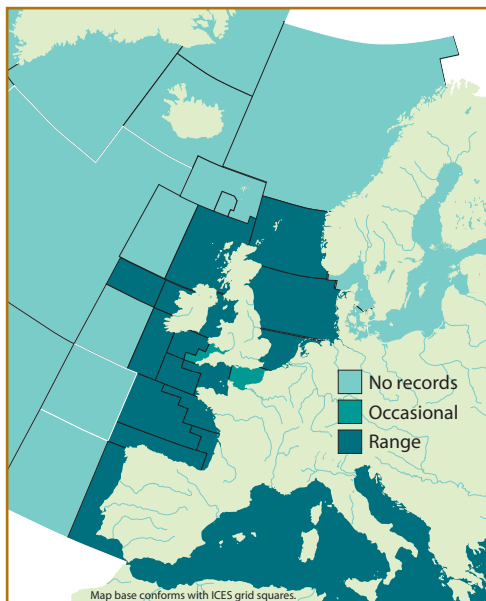 No records
Occasional
Range
Map base conforms with ICES grid squares.